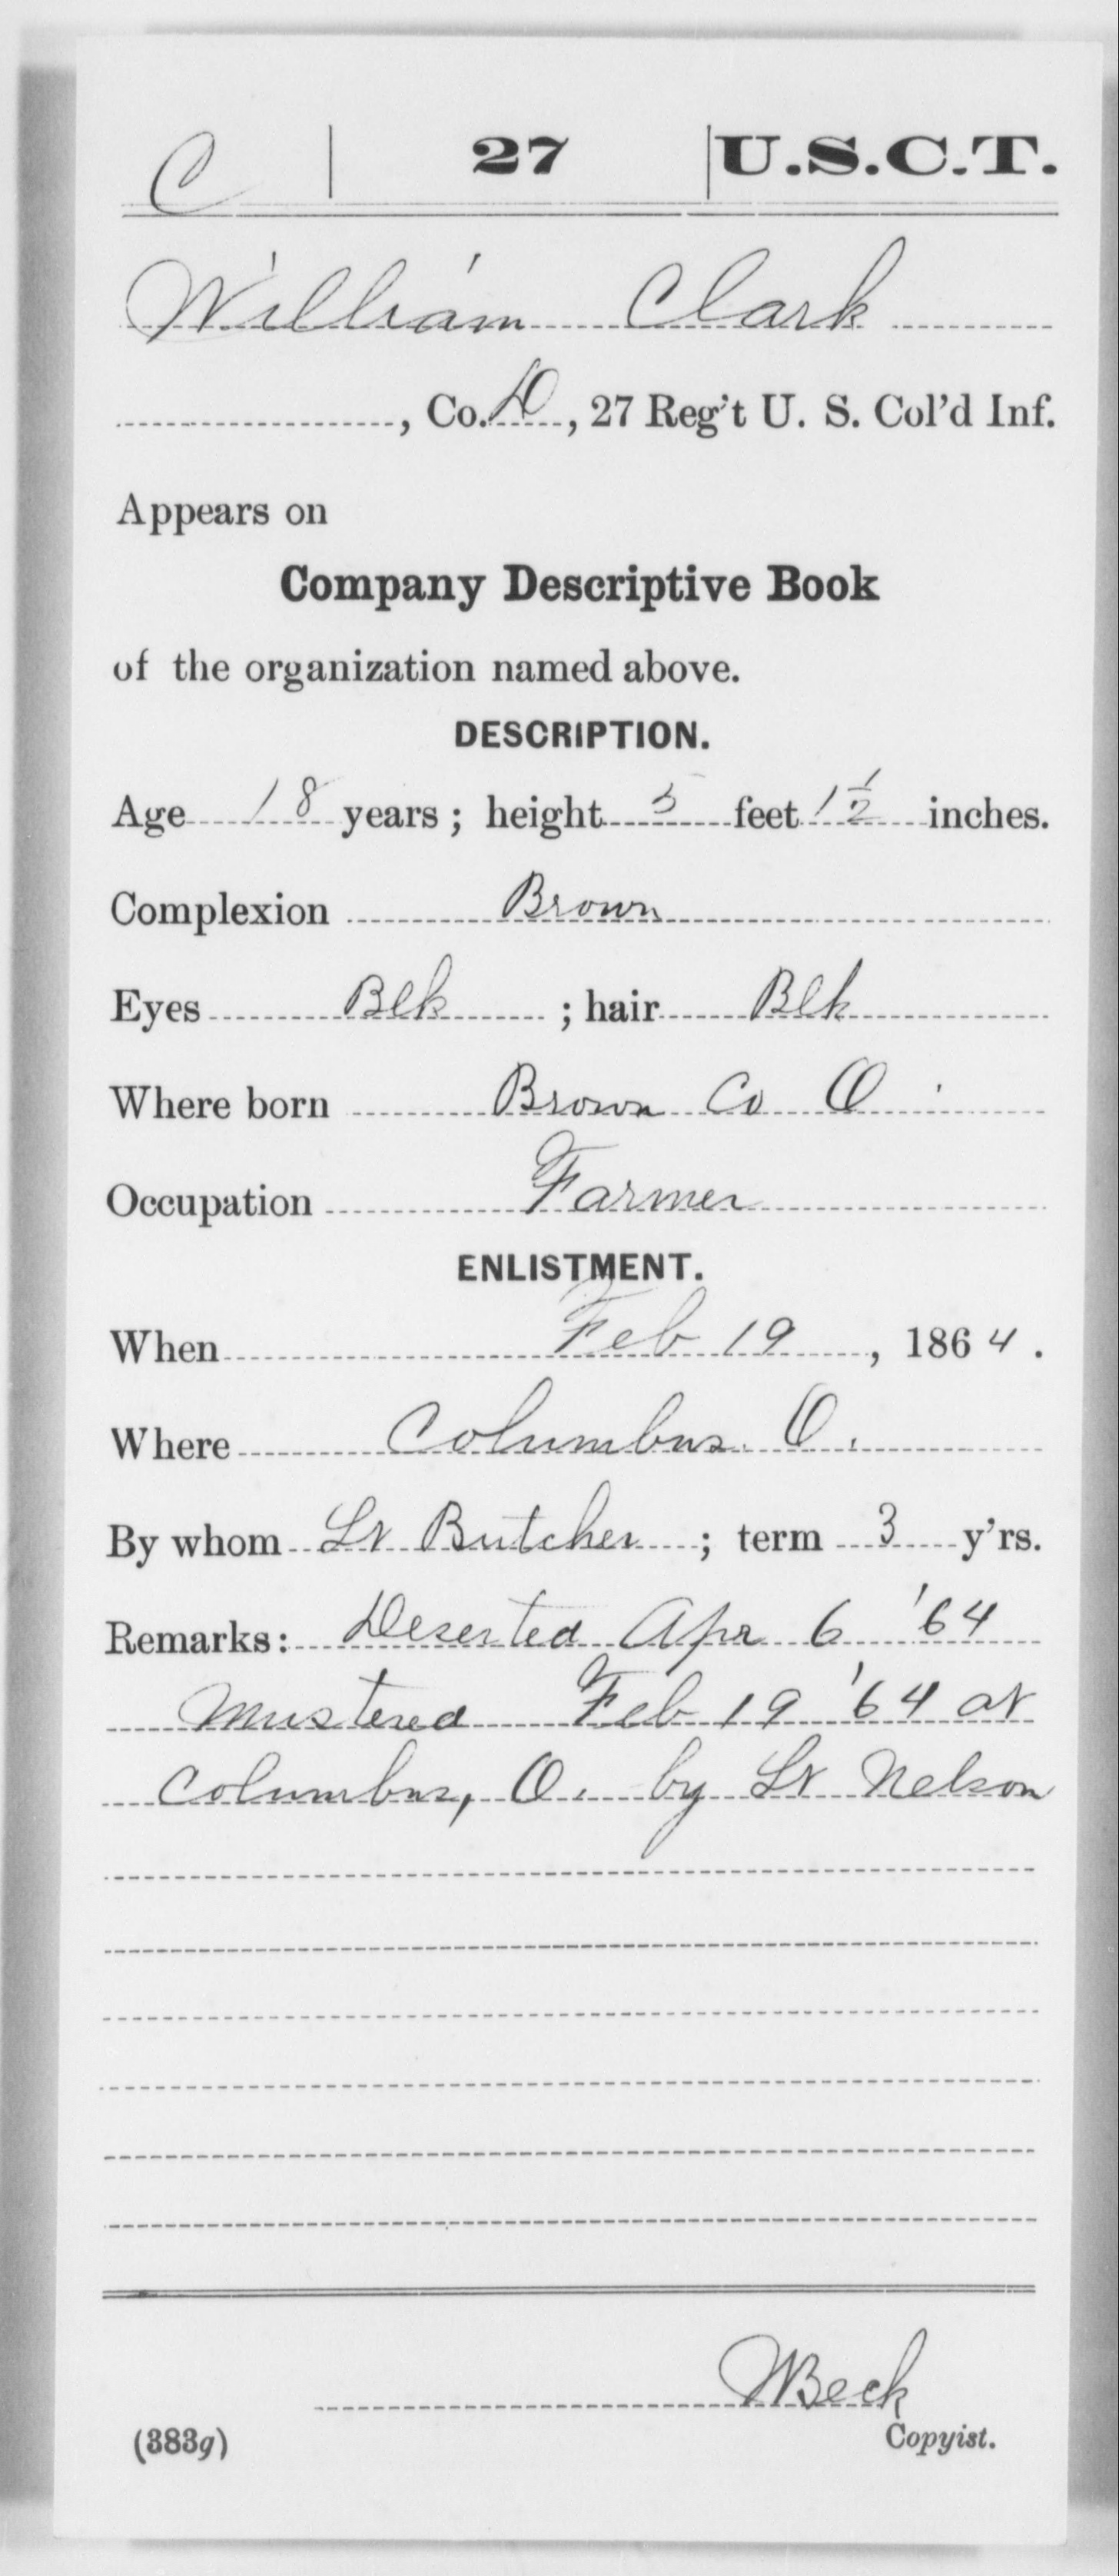 C 27 U.S.C.T.
William Clark
, Co. D, 27 Reg't U. S. Col'd Inf.
Appears on
Company Descriptive Book
of the organization named above.
DESCRIPTION.
Age 18 years; height 5 feet 1 1/2 inches.
Complexion Brown
Eyes Blk ; hair Blk
Where born Brown Co O
Occupation Farmer
ENLISTMENT.
When Feb 19, 1864.
Where Columbus. O.
By whom Lt Butcher; term 3 y'rs.
Remarks: Deserted Apr 6 '64
Mustered Feb 19 '64 at
Columbus, O. by Lt Nelson
Beck
(383g) Copyist.